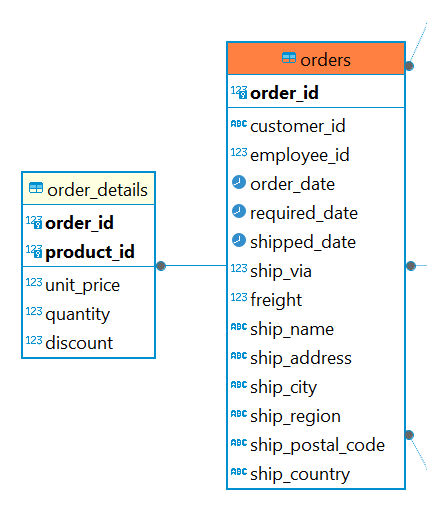 order_details
123 order_id
123 product_id
123 unit_price
123 quantity
123 discount
orders
123 order_id
ABC customer_id
123 employee_id
order_date
required_date
shipped_date
123 ship_via
123 freight
ABC ship_name
ABC ship_address
ABC ship_city
ABC ship_region
ABC ship_postal_code
ABC ship_country